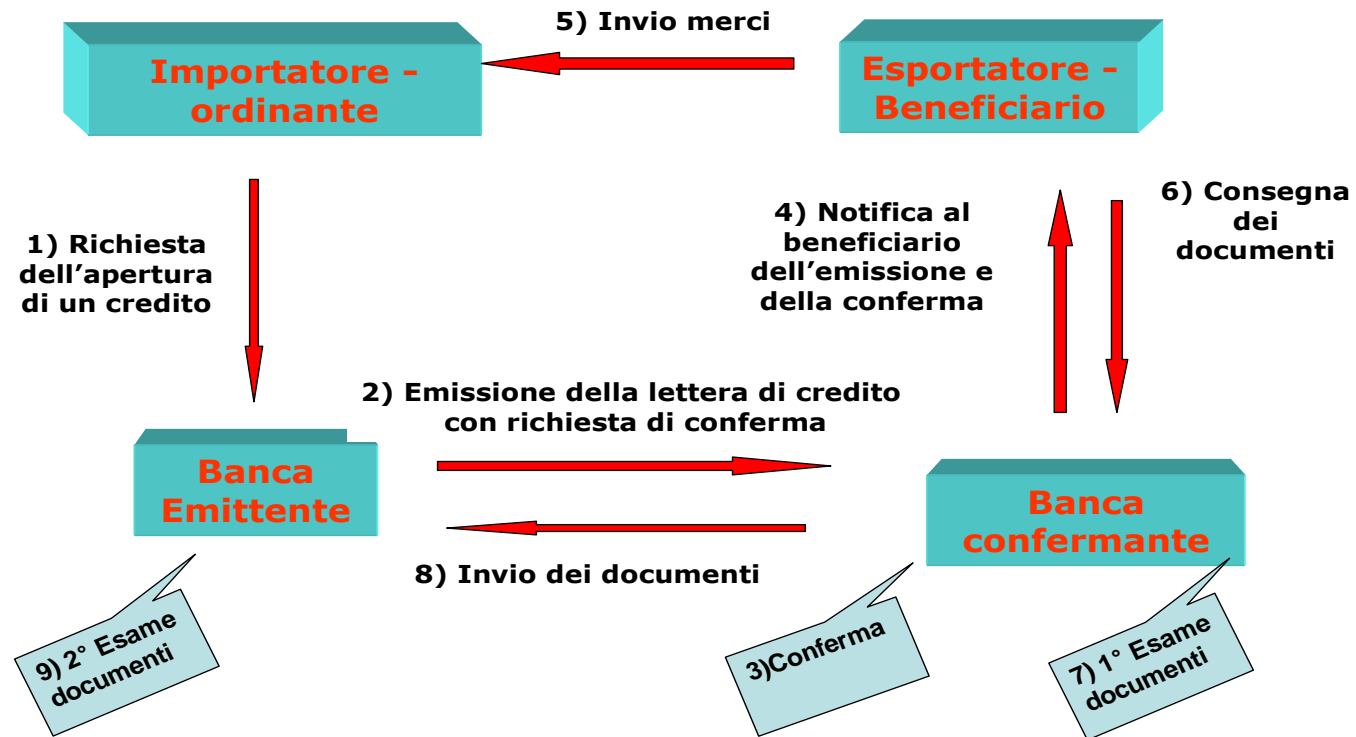 5) Invio merci
Importatore -
ordinante
Esportatore -
Beneficiario
1) Richiesta
dell’apertura
di un credito
4) Notifica al
beneficiario
dell’emissione e
della conferma
6) Consegna
dei
documenti
2) Emissione della lettera di credito
con richiesta di conferma
Banca
Emittente
Banca
confermante
8) Invio dei documenti
9) 2° Esame
documenti
3)Conferma
7) 1° Esame
documenti